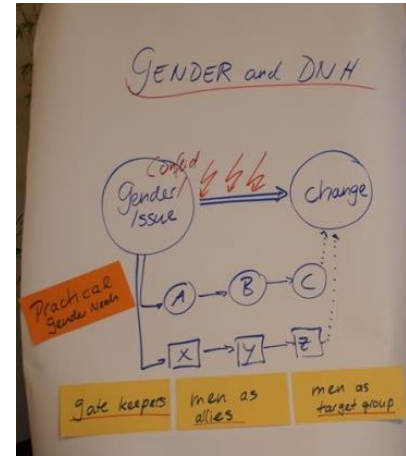 GENDER and DNH
Conflict
gender/
Issue
change
A
B
C
Practical
Gender Needs
X
Y
Z
gate keepers
men as
allies
men as
target group